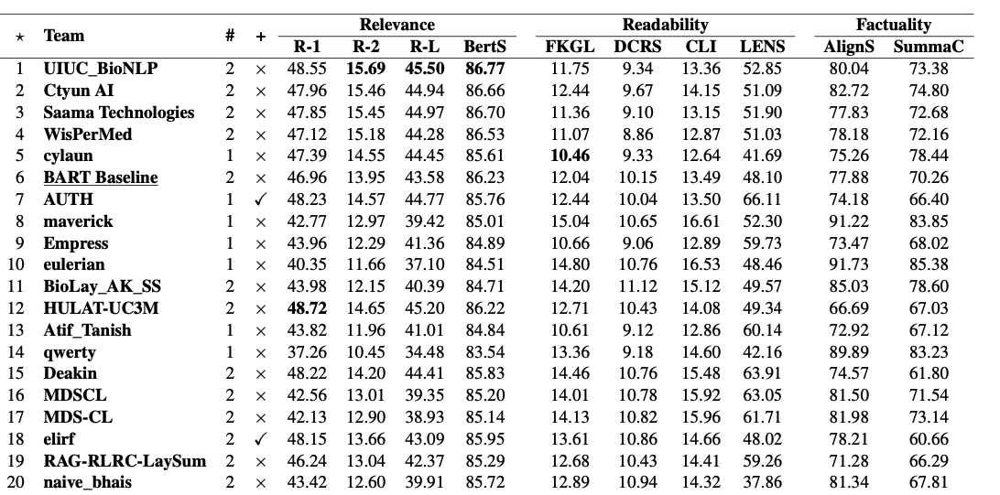 Relevance Readability Factuality
⋆ Team # + R-1 R-2 R-L BertS FKGL DCRS CLI LENS AlignS SummaC
1 UIUC_BioNLP 2 × 48.55 15.69 45.50 86.77 11.75 9.34 13.36 52.85 80.04 73.38
2 Ctyun AI 2 × 47.96 15.46 44.94 86.66 12.44 9.67 14.15 51.09 82.72 74.80
3 Saama Technologies 2 × 47.85 15.45 44.97 86.70 11.36 9.10 13.15 51.90 77.83 72.68
4 WisPerMed 2 × 47.12 15.18 44.28 86.53 11.07 8.86 12.87 51.03 78.18 72.16
5 cylaun 1 × 47.39 14.55 44.45 85.61 10.46 9.33 12.64 41.69 75.26 78.44
6 BART Baseline 2 × 46.96 13.95 43.58 86.23 12.04 10.15 13.49 48.10 77.88 70.26
7 AUTH 1 ✓ 48.23 14.57 44.77 85.76 12.44 10.04 13.50 66.11 74.18 66.40
8 maverick 1 × 42.77 12.97 39.42 85.01 15.04 10.65 16.61 52.30 91.22 83.85
9 Empress 1 × 43.96 12.29 41.36 84.89 10.66 9.06 12.89 59.73 73.47 68.02
10 eulerian 1 × 40.35 11.66 37.10 84.51 14.80 10.76 16.53 48.46 91.73 85.38
11 BioLay_AK_SS 2 × 43.98 12.15 40.39 84.71 14.20 11.12 15.12 49.57 85.03 78.60
12 HULAT-UC3M 2 × 48.72 14.65 45.20 86.22 12.71 10.43 14.08 49.34 66.69 67.03
13 Atif_Tanish 1 × 43.82 11.96 41.01 84.84 10.61 9.12 12.86 60.14 72.92 67.12
14 qwerty 1 × 37.26 10.45 34.48 83.54 13.36 9.18 14.60 42.16 89.89 83.23
15 Deakin 2 × 48.22 14.20 44.41 85.83 14.46 10.76 15.48 63.91 74.57 61.80
16 MDSCL 2 × 42.56 13.01 39.35 85.20 14.01 10.78 15.92 63.05 81.50 71.54
17 MDS-CL 2 × 42.13 12.90 38.93 85.14 14.13 10.82 15.96 61.71 81.98 73.14
18 elirf 2 ✓ 48.15 13.66 43.09 85.95 13.61 10.86 14.66 48.02 78.21 60.66
19 RAG-RLRC-LaySum 2 × 46.24 13.04 42.37 85.29 12.68 10.43 14.41 59.26 71.28 66.29
20 naive_bhais 2 × 43.42 12.60 39.91 85.72 12.89 10.94 14.32 37.86 81.34 67.81